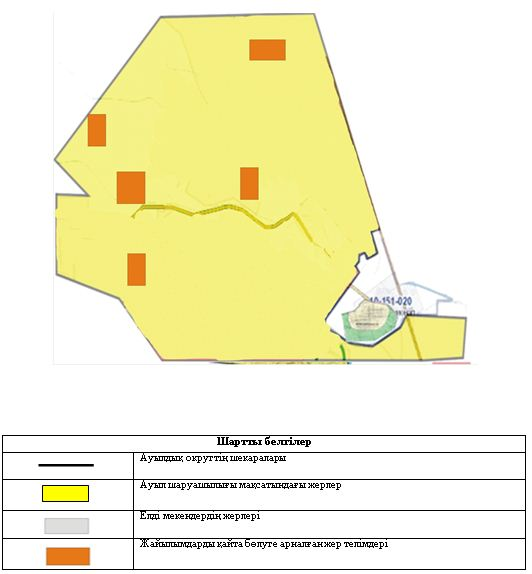 10-151-020
Шартты белгілер
Ауылдық округтің шекаралары
Ауыл шаруашылығы мақсатындағы жерлер
Елді мекендердің жерлері
Жайылымдарды қайта бөлуге арналған жер телімдері